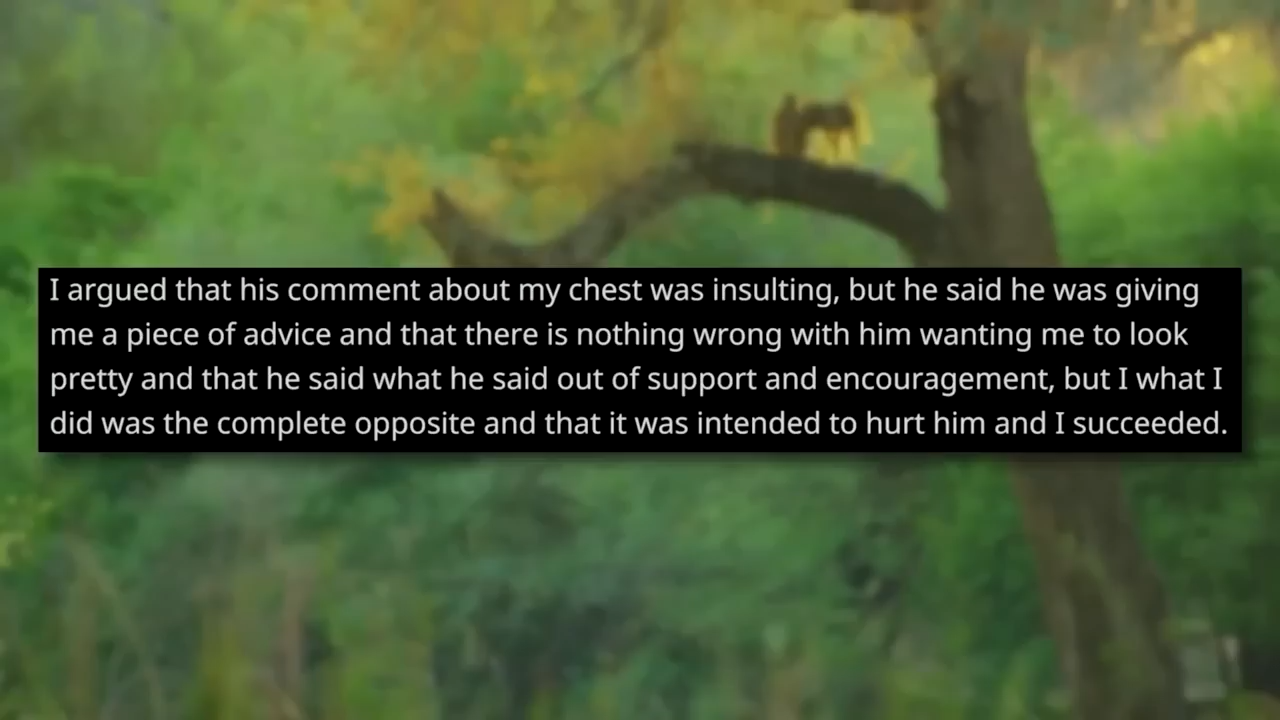 I argued that his comment about my chest was insulting, but he said he was giving
me a piece of advice and that there is nothing wrong with him wanting me to look
pretty and that he said what he said out of support and encouragement, but I what I
did was the complete opposite and that it was intended to hurt him and I succeeded.